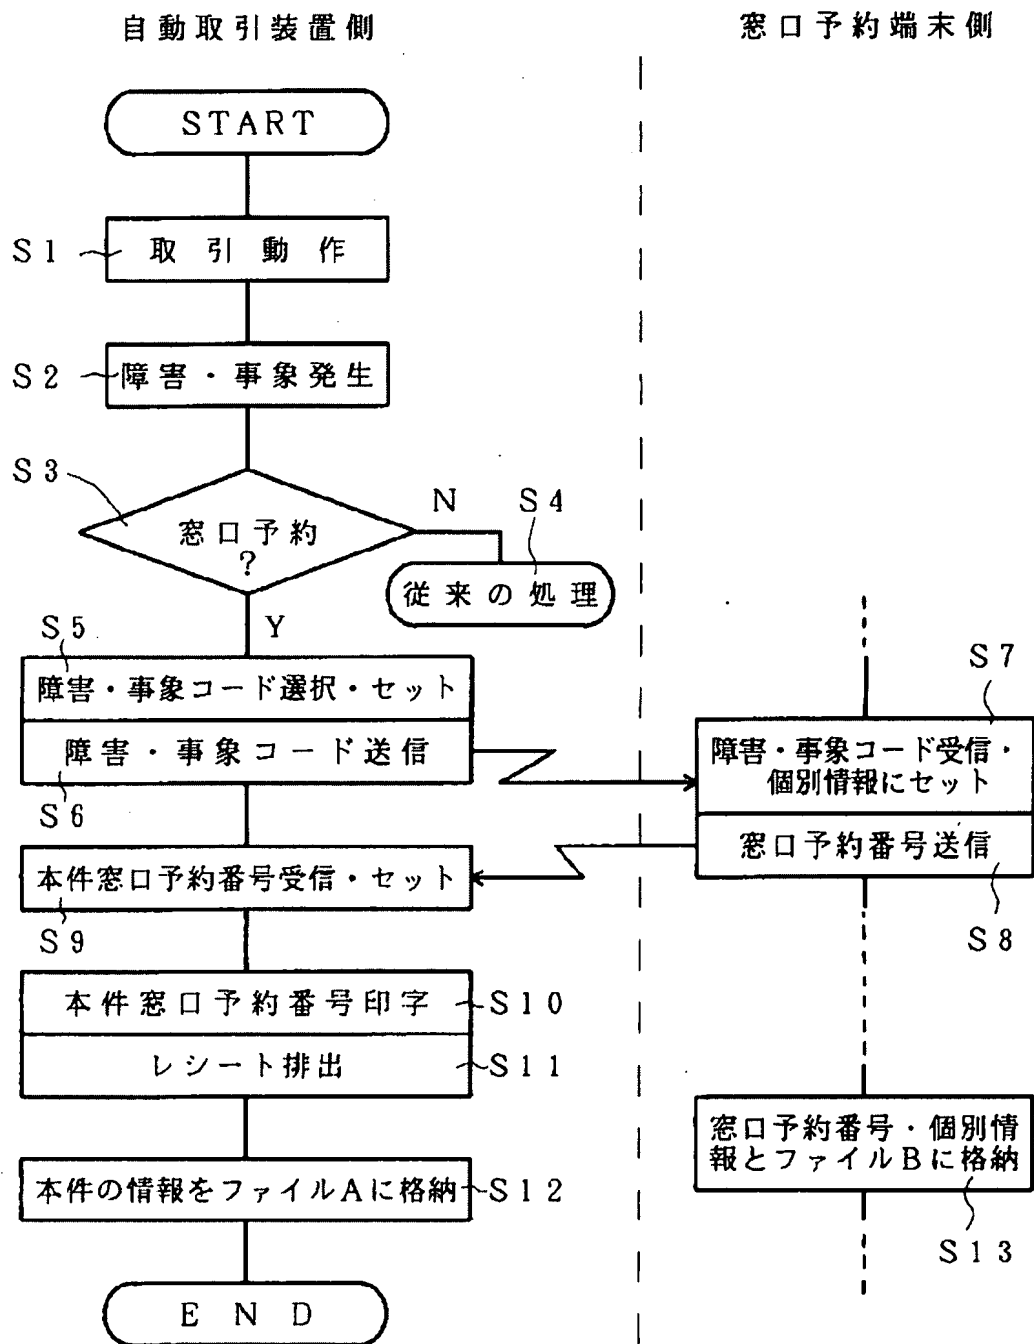 自動取引装置側
窓口予約端末側
START
S1
取引動作
S2
障害・事象発生
S3
窓口予約
?
N
S4
従来の処理
Y
S5
障害・事象コード選択・セット
障害・事象コード送信
S6
S7
障害・事象コード受信・
個別情報にセット
窓口予約番号送信
S8
本件窓口予約番号受信・セット
S9
本件窓口予約番号印字
S10
レシート排出
S11
本件の情報をファイルAに格納
S12
窓口予約番号・個別情
報とファイルBに格納
S13
END